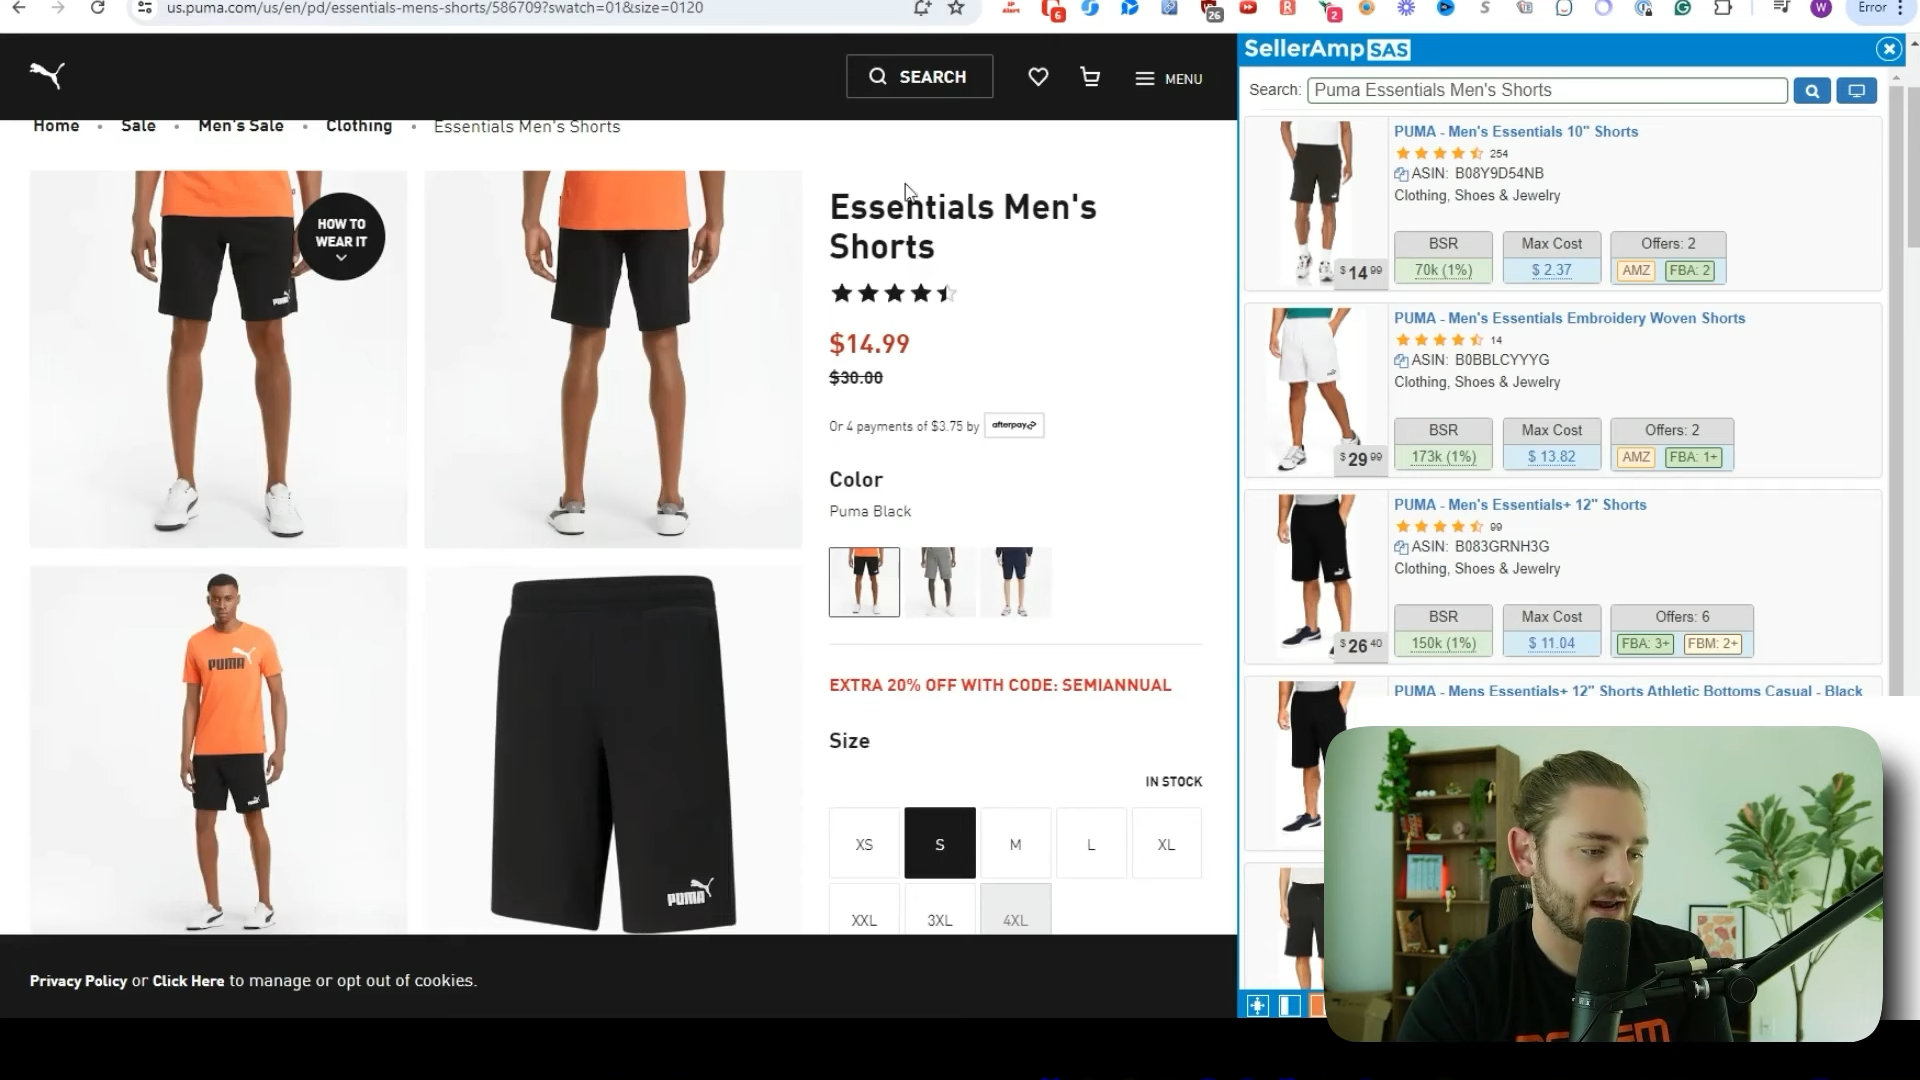 us.puma.com/us/en/pd/essentials-mens-shorts/586709?swatch=01&size=0120
6
26
2
W
Error
SEARCH
MENU
Home • Sale • Men's Sale • Clothing • Essentials Men's Shorts
HOW TO
WEAR IT
Essentials Men's
Shorts
$14.99
$30.00
Or 4 payments of $3.75 by afterpay
Color
Puma Black
EXTRA 20% OFF WITH CODE: SEMIANNUAL
Size
IN STOCK
XS S M L XL
XXL 3XL 4XL
PUMA
PUMA
Privacy Policy or Click Here to manage or opt out of cookies.
SellerAmp SAS
Search: Puma Essentials Men's Shorts
PUMA - Men's Essentials 10" Shorts
254
ASIN: B08Y9D54NB
Clothing, Shoes & Jewelry
BSR Max Cost Offers: 2
$14.99 70k (1%) $ 2.37 AMZ FBA: 2
PUMA - Men's Essentials Embroidery Woven Shorts
14
ASIN: B0BBLCYYYG
Clothing, Shoes & Jewelry
BSR Max Cost Offers: 2
$29.99 173k (1%) $ 13.82 AMZ FBA: 1+
PUMA - Men's Essentials+ 12" Shorts
99
ASIN: B083GRNH3G
Clothing, Shoes & Jewelry
BSR Max Cost Offers: 6
$26.40 150k (1%) $ 11.04 FBA: 3+ FBM: 2+
PUMA - Mens Essentials+ 12" Shorts Athletic Bottoms Casual - Black